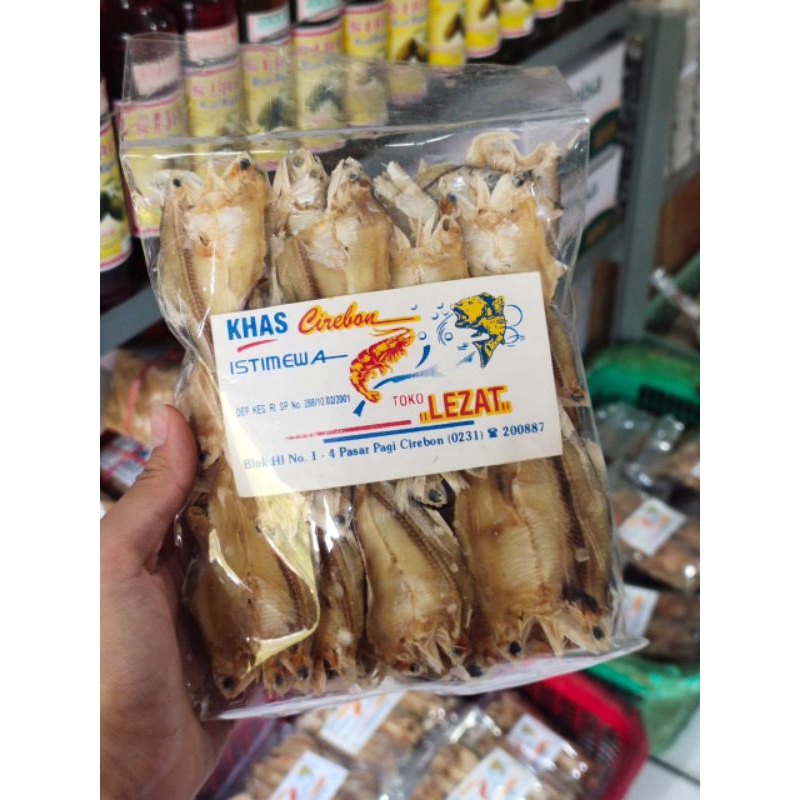 KHAS Cirebon
ISTIMEWA
DEP KES RI SP No. 288/10.02/2001
TOKO „LEZAT„
Blok HI No. 1 - 4 Pasar Pagi Cirebon (0231) ☎ 200887